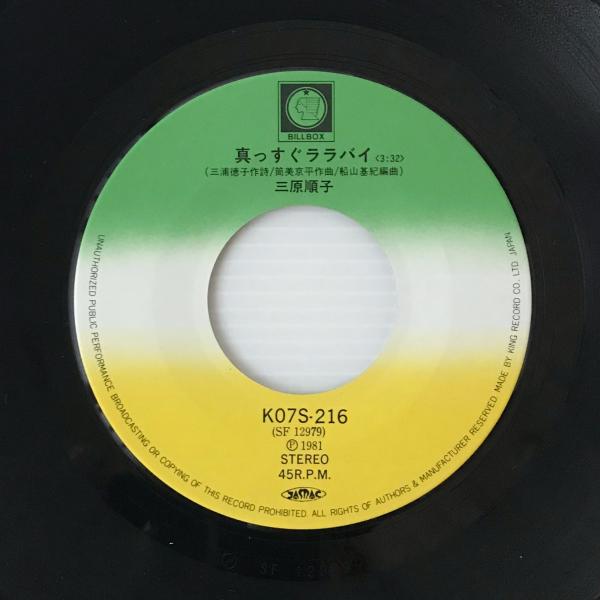 BILLBOX
真っすぐララバイ〈3:32〉
(三浦徳子作詩/筒美京平作曲/船山基紀編曲)
三原順子
K07S-216
(SF 12979)
Ⓟ 1981
STEREO
45R.P.M.
JASRAC
UNAUTHORIZED PUBLIC PERFORMANCE BROADCASTING OR COPYING OF THIS RECORD PROHIBITED. ALL RIGHTS OF AUTHORS & MANUFACTURER RESERVED. MADE BY KING RECORD CO., LTD. JAPAN